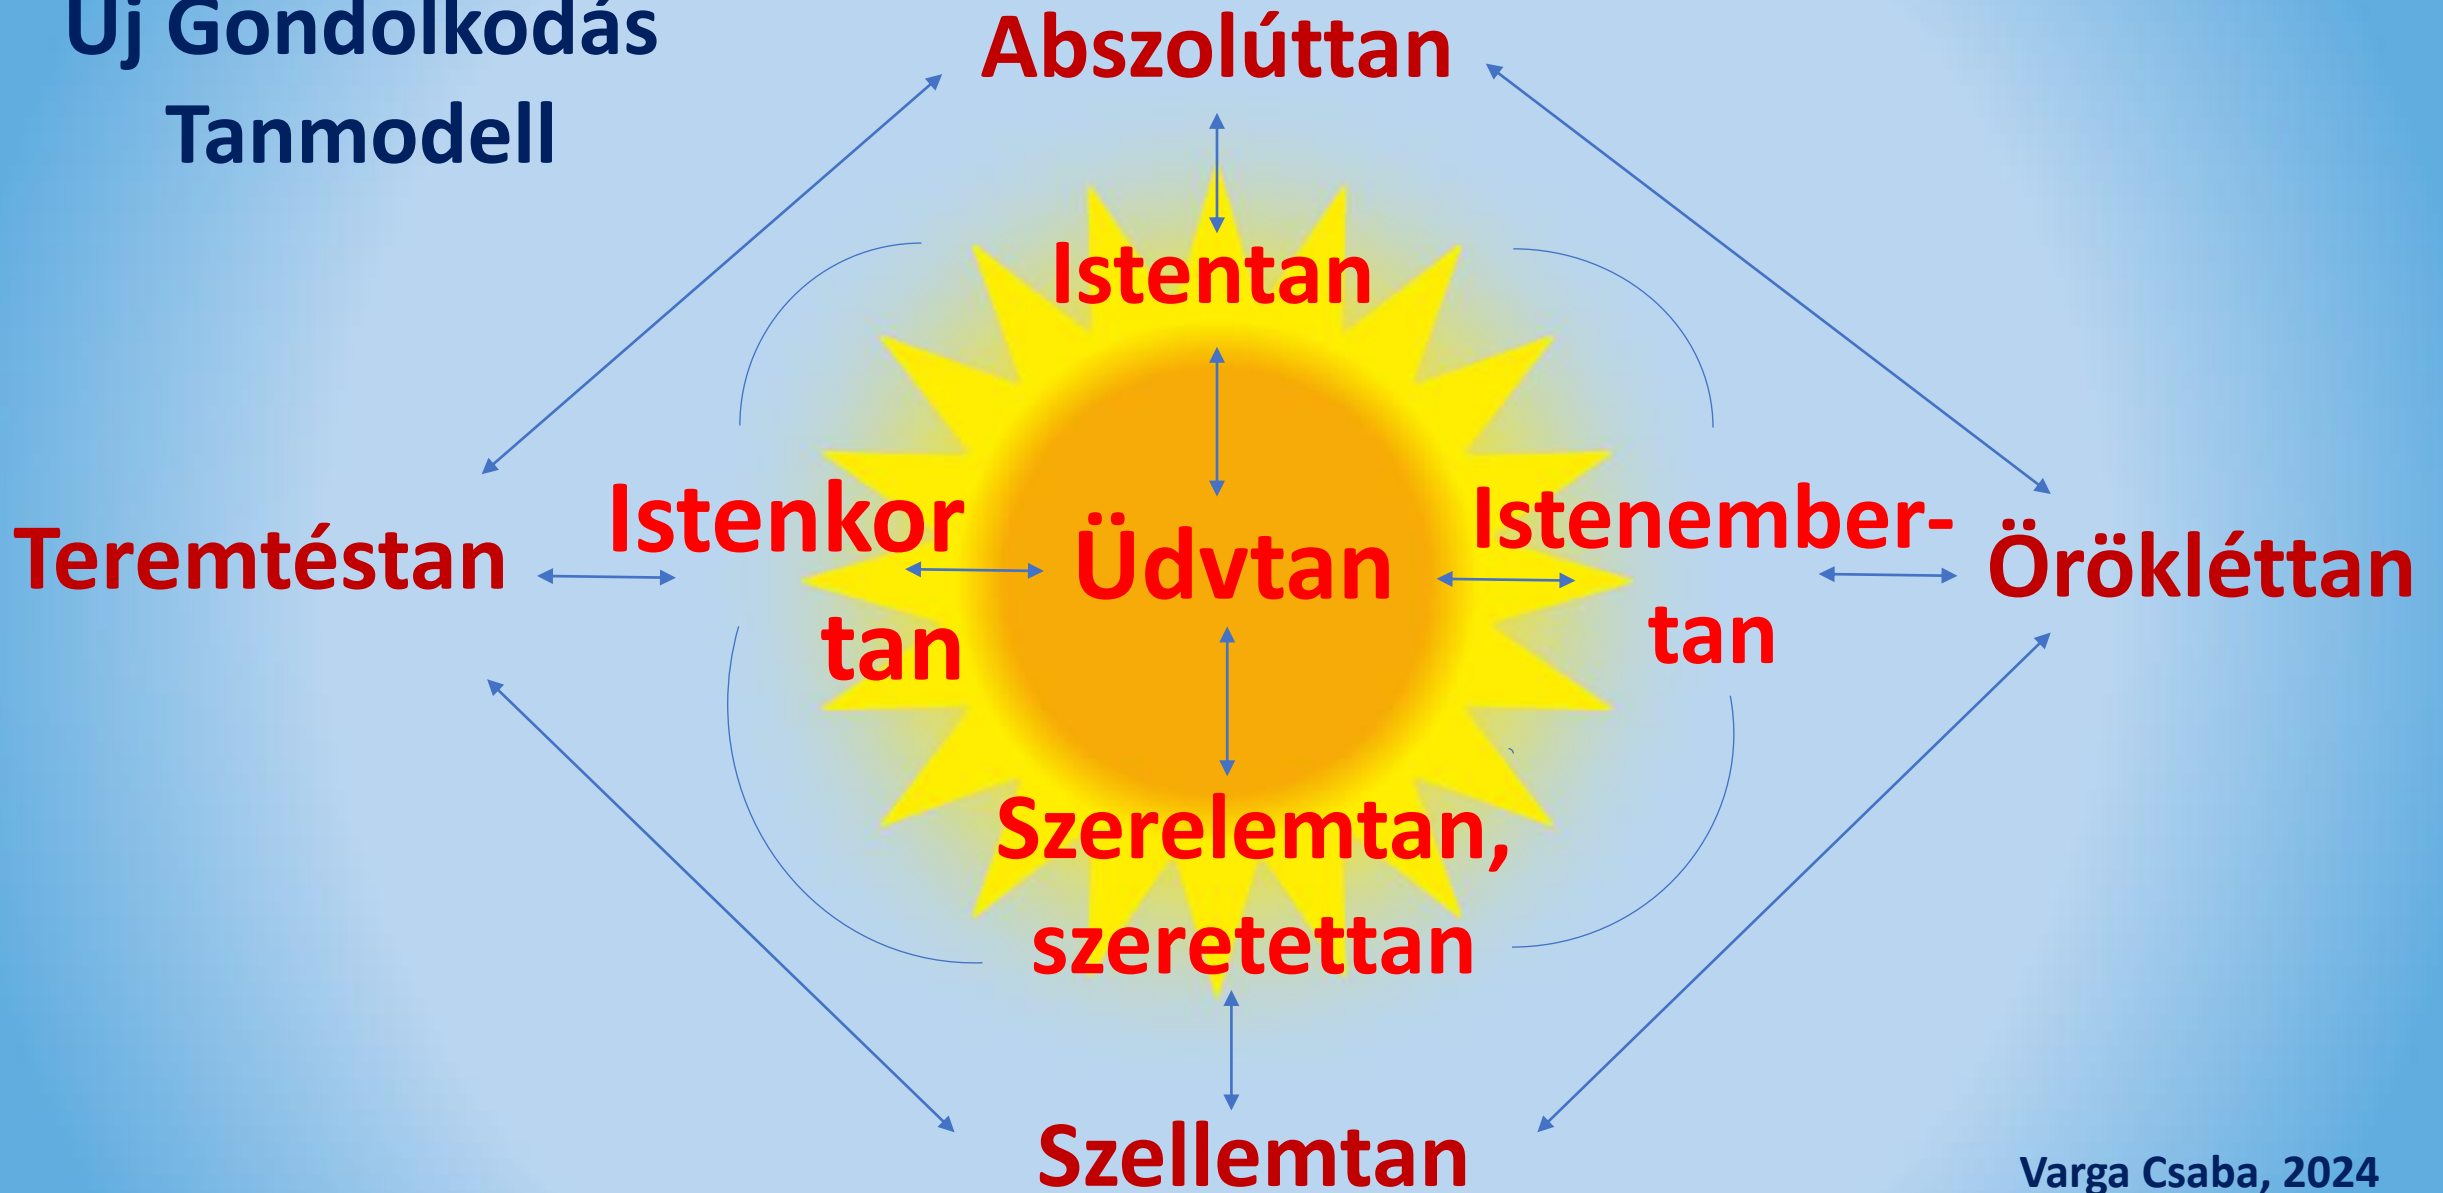 Új Gondolkodás
Tanmodell
Abszolúttan
Istentan
Teremtéstan
Istenkor
tan
Üdvtan
Istenember-
tan
Örökléttan
Szerelemtan,
szeretettan
Szellemtan
Varga Csaba, 2024